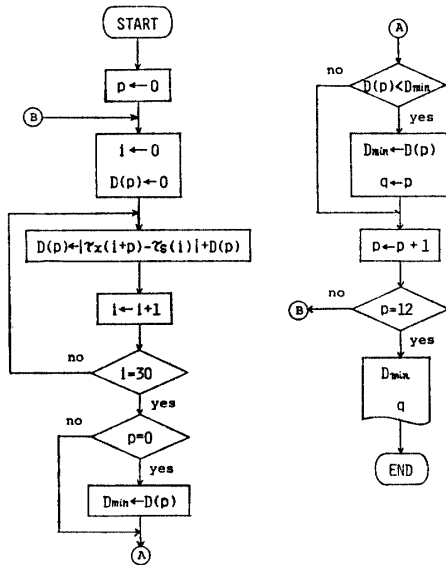 START
p ← 0
B
i ← 0
D(p) ← 0
D(p)←|τx(i+p)-τs(i)|+D(p)
i ← i+1
no
i=30
yes
no
p=0
yes
Dmin ← D(p)
A
A
no
D(p)<Dmin
yes
Dmin ← D(p)
q ← p
p ← p + 1
no
B
p=12
yes
Dmin
q
END